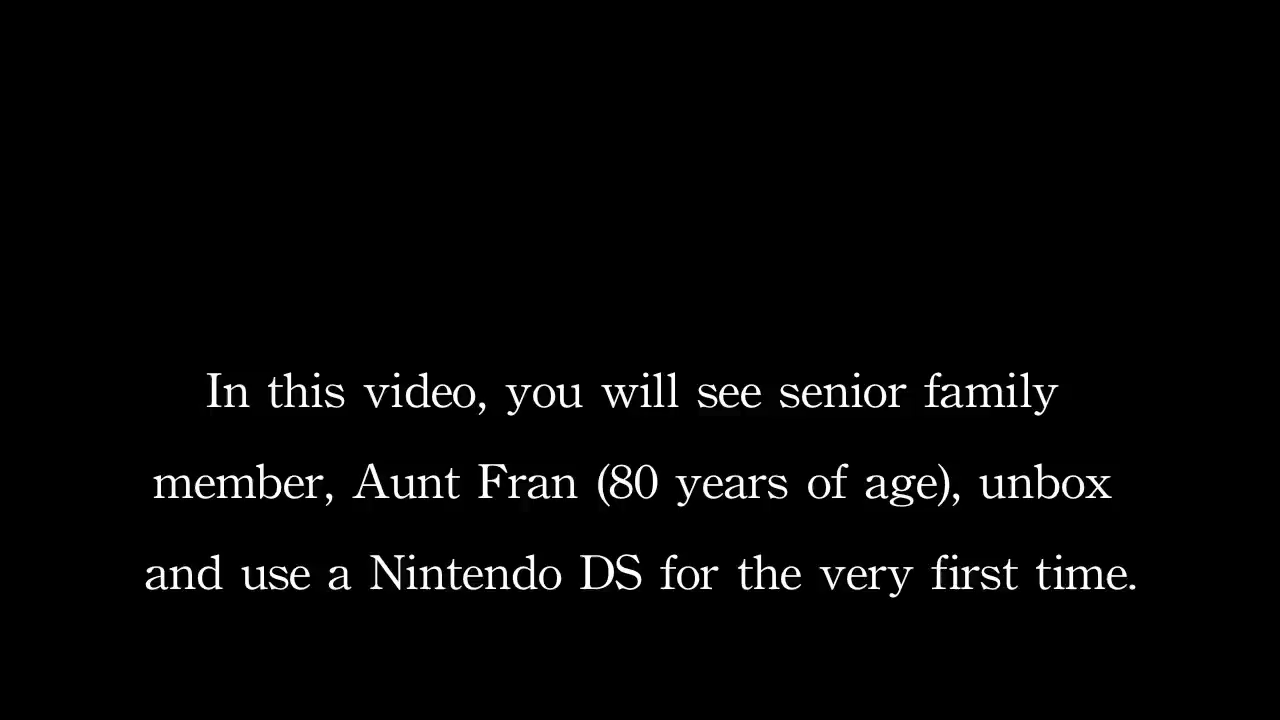 In this video, you will see senior family
member, Aunt Fran (80 years of age), unbox
and use a Nintendo DS for the very first time.